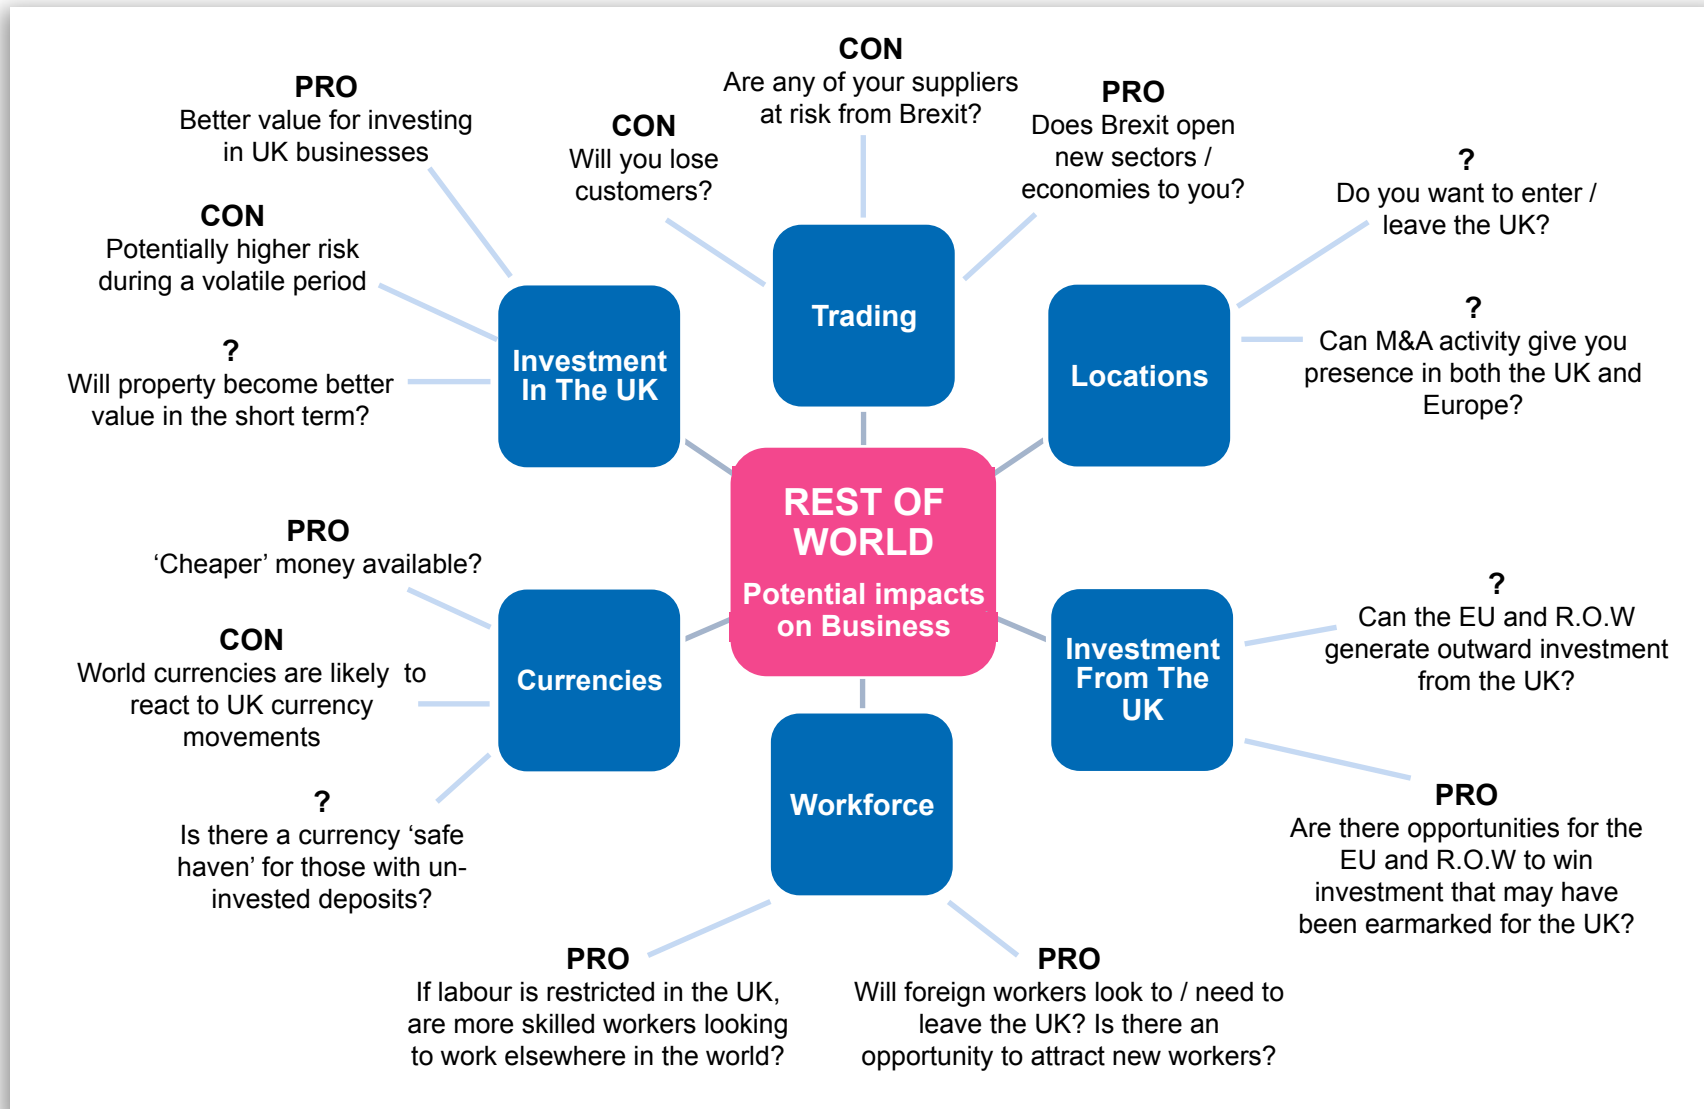 CON
Are any of your suppliers
at risk from Brexit?
PRO
Better value for investing
in UK businesses
CON
Will you lose
customers?
PRO
Does Brexit open
new sectors /
economies to you?
?
Do you want to enter /
leave the UK?
CON
Potentially higher risk
during a volatile period
?
Will property become better
value in the short term?
Investment
In The UK
Trading
Locations
?
Can M&A activity give you
presence in both the UK and
Europe?
REST OF
WORLD
Potential impacts
on Business
PRO
‘Cheaper’ money available?
CON
World currencies are likely  to
react to UK currency
movements
?
Is there a currency ‘safe
haven’ for those with un-
invested deposits?
Currencies
Workforce
Investment
From The
UK
?
Can the EU and R.O.W
generate outward investment
from the UK?
PRO
Are there opportunities for the
EU and R.O.W to win
investment that may have
been earmarked for the UK?
PRO
If labour is restricted in the UK,
are more skilled workers looking
to work elsewhere in the world?
PRO
Will foreign workers look to / need to
leave the UK? Is there an
opportunity to attract new workers?